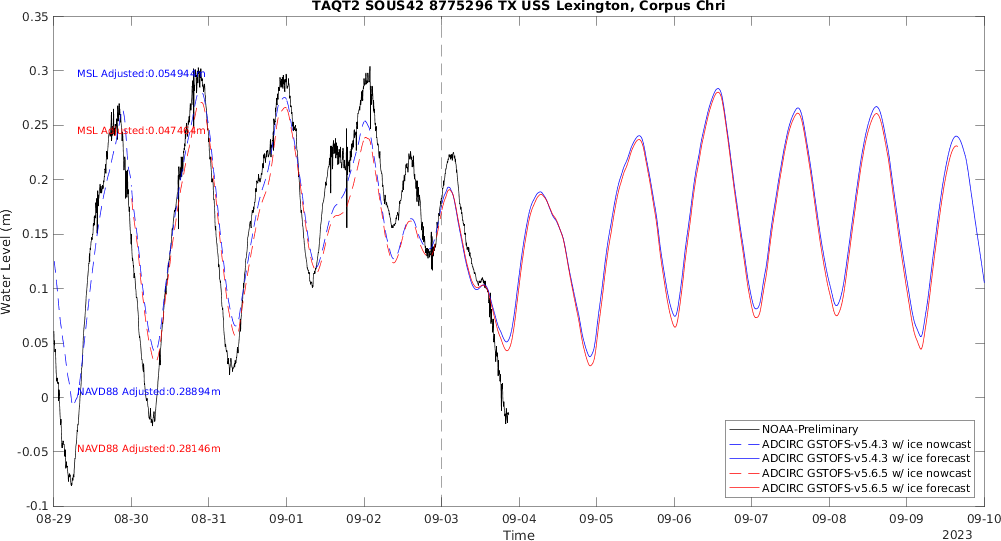 TAQT2 SOUS42 8775296 TX USS Lexington, Corpus Chri
0.35
0.3
0.25
0.2
0.15
0.1
0.05
0
-0.05
-0.1
Water Level (m)
MSL Adjusted:0.054944m
MSL Adjusted:0.047464m
NAVD88 Adjusted:0.28894m
NAVD88 Adjusted:0.28146m
NOAA-Preliminary
ADCIRC GSTOFS-v5.4.3 w/ ice nowcast
ADCIRC GSTOFS-v5.4.3 w/ ice forecast
ADCIRC GSTOFS-v5.6.5 w/ ice nowcast
ADCIRC GSTOFS-v5.6.5 w/ ice forecast
08-29 08-30 08-31 09-01 09-02 09-03 09-04 09-05 09-06 09-07 09-08 09-09 09-10
Time
2023